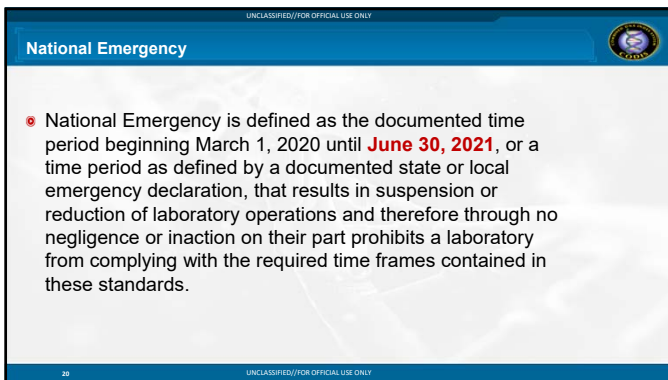 UNCLASSIFIED//FOR OFFICIAL USE ONLY
National Emergency
CODIS
National Emergency is defined as the documented time
period beginning March 1, 2020 until June 30, 2021, or a
time period as defined by a documented state or local
emergency declaration, that results in suspension or
reduction of laboratory operations and therefore through no
negligence or inaction on their part prohibits a laboratory
from complying with the required time frames contained in
these standards.
20
UNCLASSIFIED//FOR OFFICIAL USE ONLY